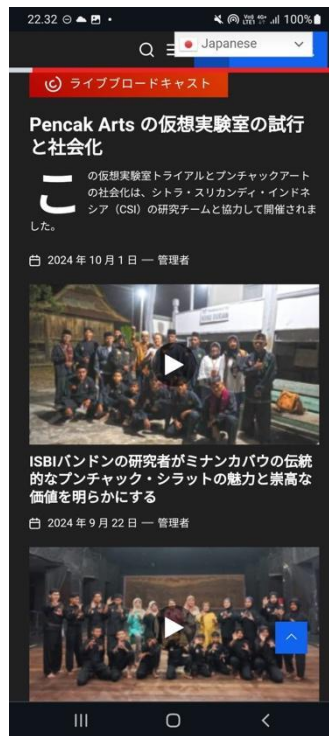 22.32
100%
Japanese
ライブブロードキャスト
Pencak Arts の仮想実験室の試行
と社会化
この仮想実験室トライアルとプンチャックアート
の社会化は、シトラ・スリカンディ・インドネ
シア（CSI）の研究チームと協力して開催されま
した。
2024 年 10 月 1 日 — 管理者
ISBIバンドンの研究者がミナンカバウの伝統
的なプンチャック・シラットの魅力と崇高な
価値を明らかにする
2024 年 9 月 22 日 — 管理者